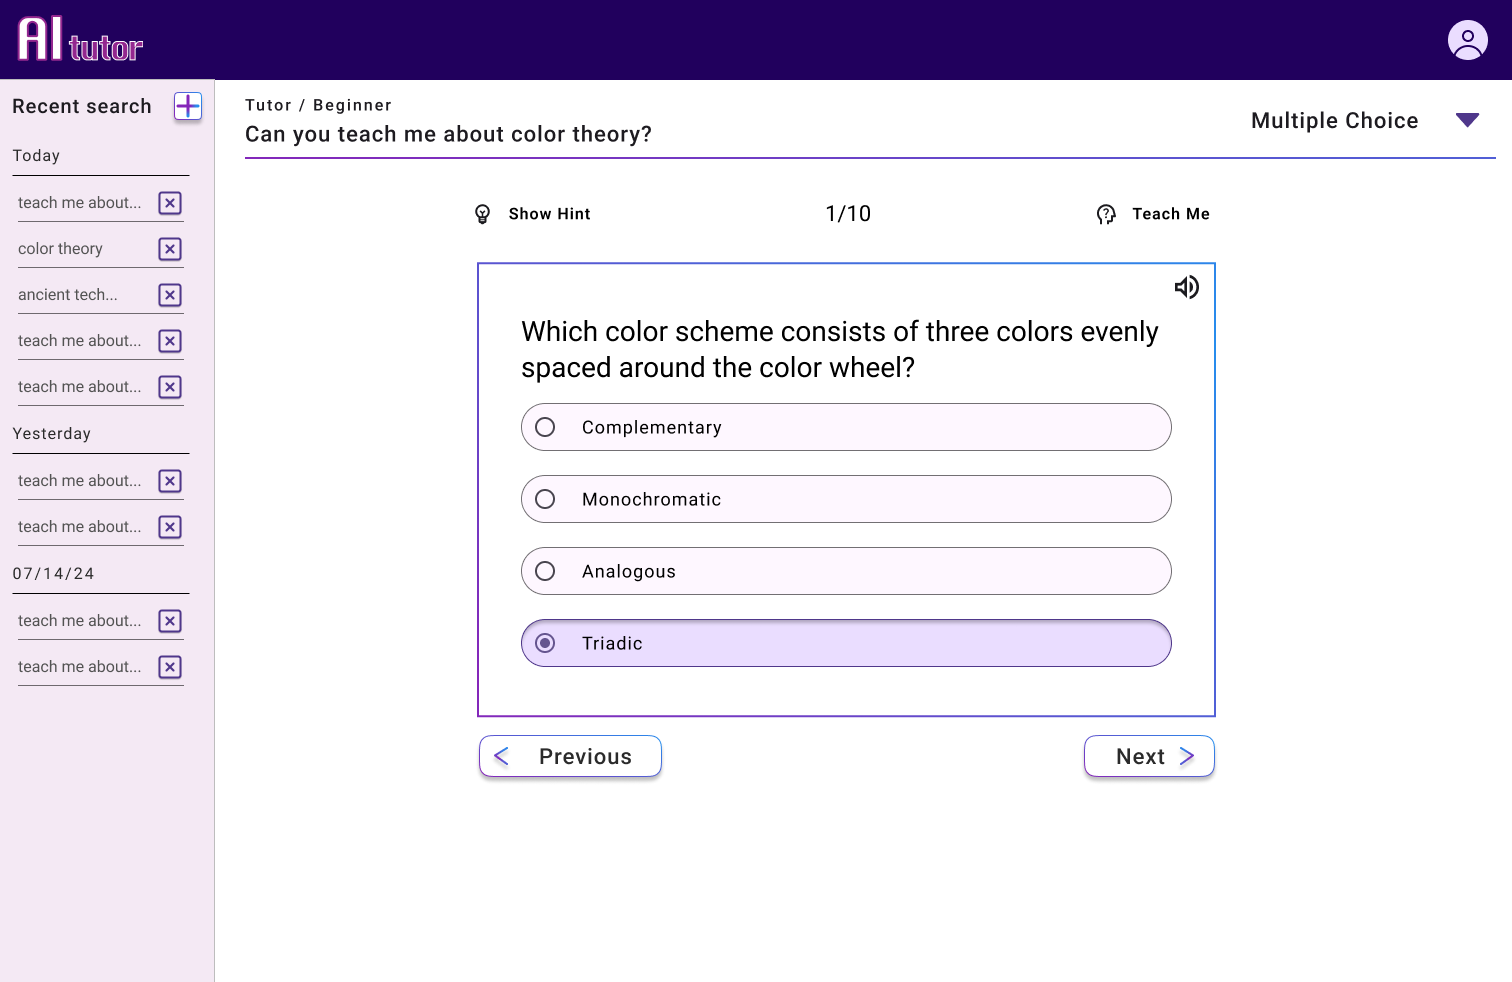 AI tutor
Recent search
Today
teach me about...
color theory
ancient tech...
teach me about...
teach me about...
Yesterday
teach me about...
teach me about...
07/14/24
teach me about...
teach me about...
Tutor / Beginner
Can you teach me about color theory?
Multiple Choice
Show Hint
1/10
Teach Me
Which color scheme consists of three colors evenly
spaced around the color wheel?
Complementary
Monochromatic
Analogous
Triadic
Previous
Next